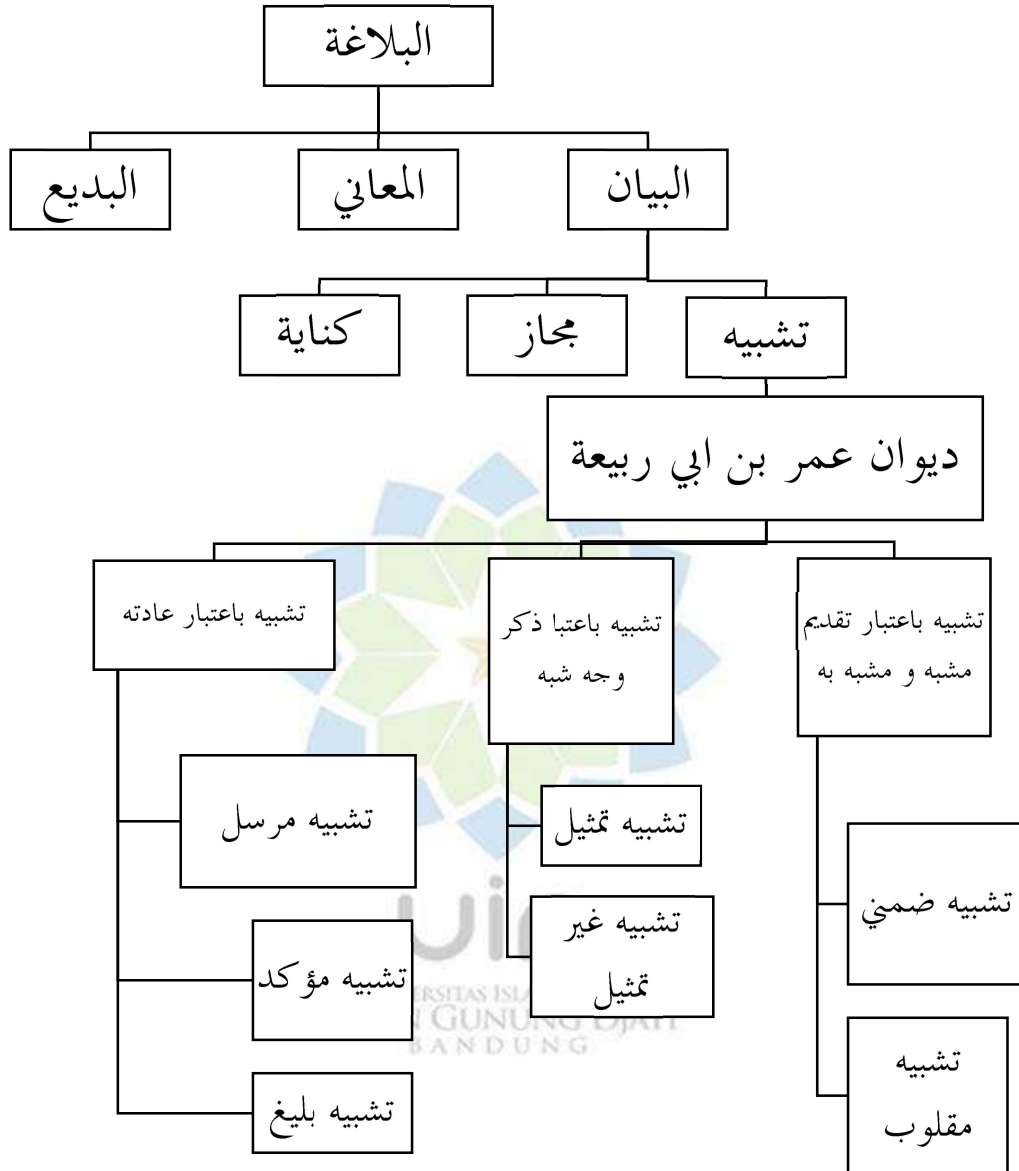 البلاغة
البيان
المعاني
البديع
تشبيه
مجاز
كناية
ديوان عمر بن ابي ربيعة
تشبيه باعتبار تقديم
مشبه و مشبه به
تشبيه باعتبا ذكر
وجه شبه
تشبيه باعتبار عادته
تشبيه ضمني
تشبيه
مقلوب
تشبيه تمثيل
تشبيه غير
تمثيل
تشبيه مرسل
تشبيه مؤكد
تشبيه بليغ
GUNUNG
BANDUNG